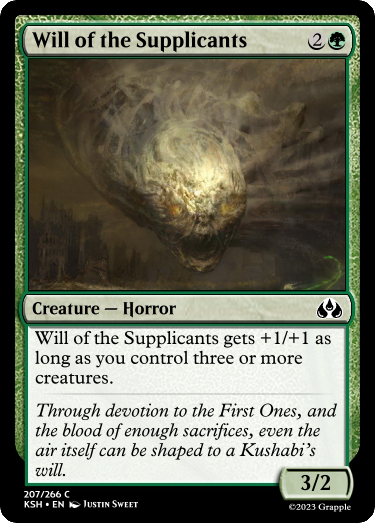 Will of the Supplicants 2
Creature — Horror
Will of the Supplicants gets +1/+1 as
long as you control three or more
creatures.
Through devotion to the First Ones, and
the blood of enough sacrifices, even the
air itself can be shaped to a Kushabi's
will.
3/2
207/266 C
KSH • EN Justin Sweet
©2023 Grapple